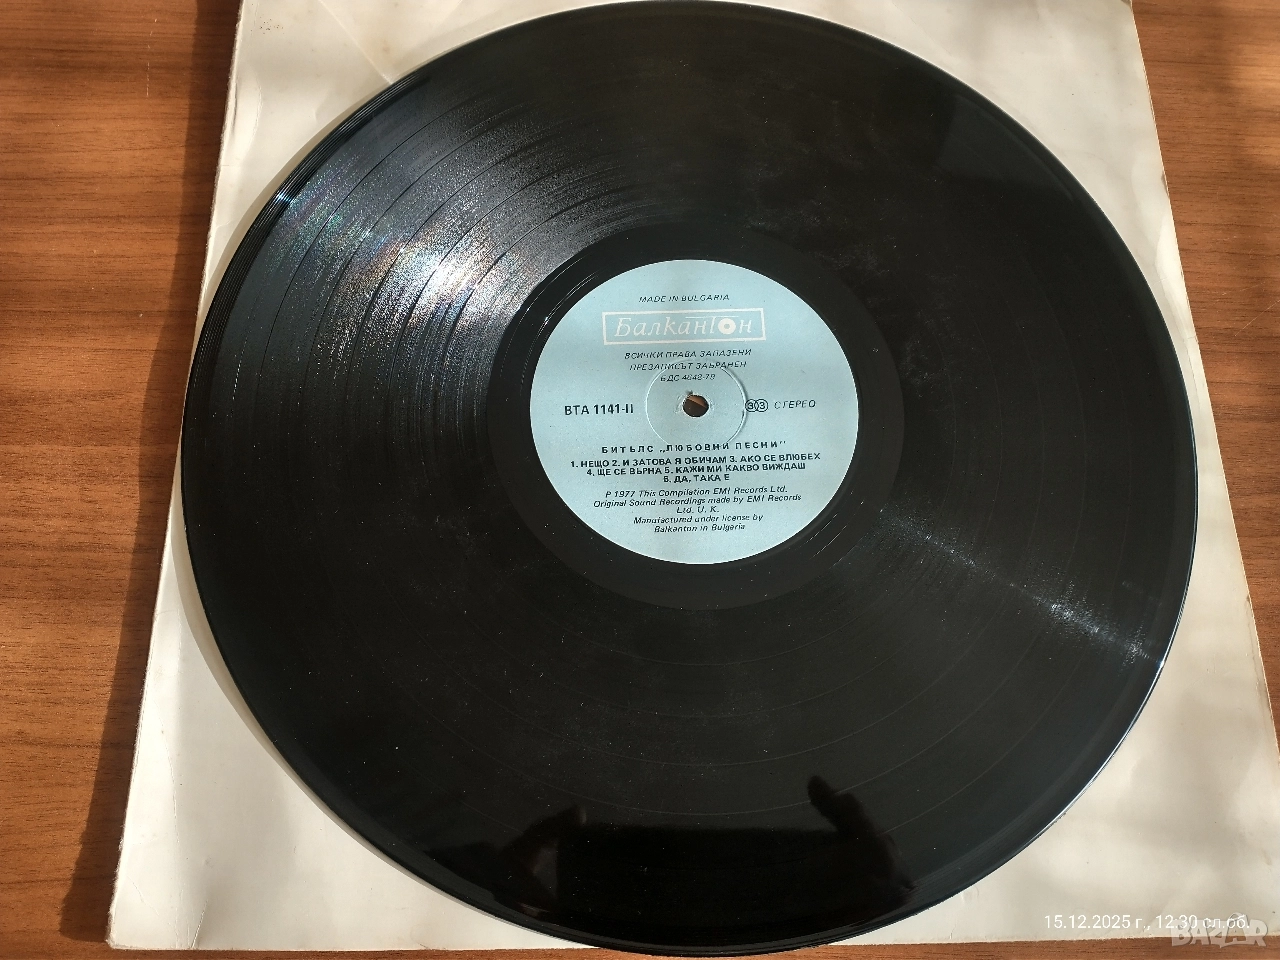 MADE IN BULGARIA
Балкантон
ВСИЧКИ ПРАВА ЗАПАЗЕНИ
ПРЕЗАПИСЪТ ЗАБРАНЕН
БДС 4848-79
ВТА 1141-II
33 СТЕРЕО
БИТЪЛС „ЛЮБОВНИ ПЕСНИ"
1. НЕЩО 2. И ЗАТОВА Я ОБИЧАМ 3. АКО СЕ ВЛЮБЕХ
4. ЩЕ СЕ ВЪРНА 5. КАЖИ МИ КАКВО ВИЖДАШ
6. ДА, ТАКА Е
P 1977 This Compilation EMI Records Ltd.
Original Sound Recordings made by EMI Records
Ltd. U. K.
Manufactured under license by
Balkanton in Bulgaria
15.12.2025 г., 12:30 сл.об.
BAZAR